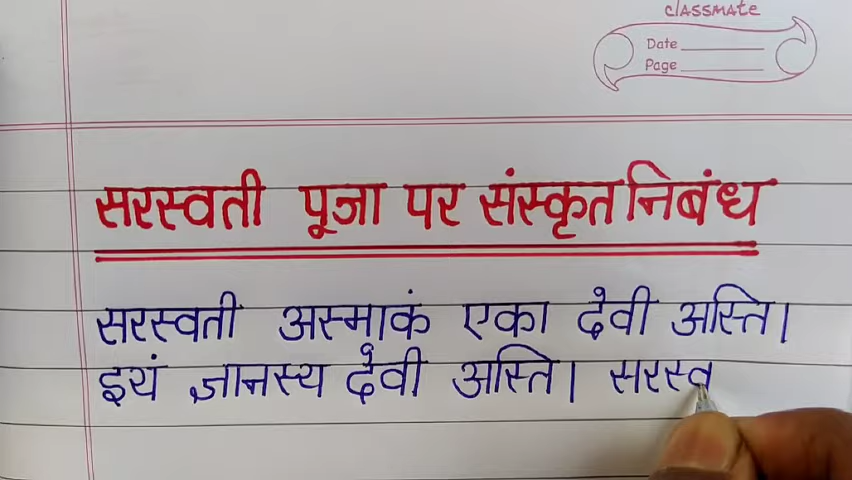 classmate
Date
Page
सरस्वती पूजा पर संस्कृत निबंध
सरस्वती अस्माकं एका देवी अस्ति।
इयं ज्ञानस्य देवी अस्ति। सरस्व